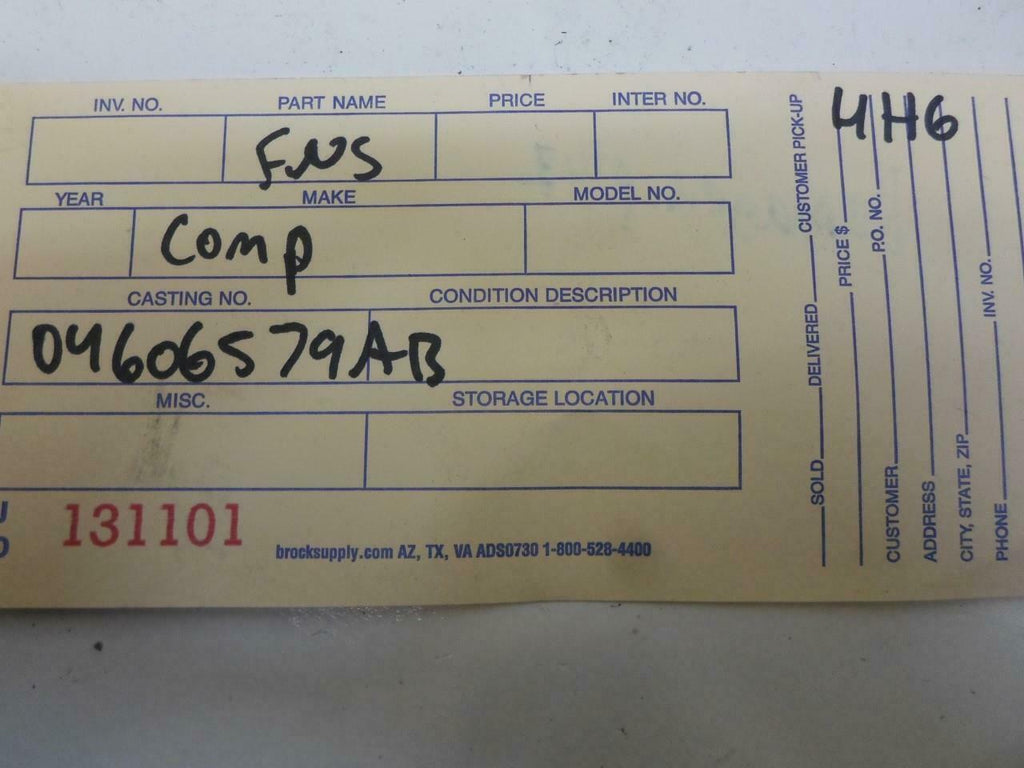 INV. NO. PART NAME PRICE INTER NO.
FNS
YEAR MAKE MODEL NO.
Comp
CASTING NO. CONDITION DESCRIPTION
04606579AB
MISC. STORAGE LOCATION
131101
brocksupply.com AZ, TX, VA ADS0730 1-800-528-4400
4H6
SOLD DELIVERED CUSTOMER PICK-UP
PRICE $
CUSTOMER P.O. NO.
ADDRESS
CITY, STATE, ZIP
PHONE INV. NO.